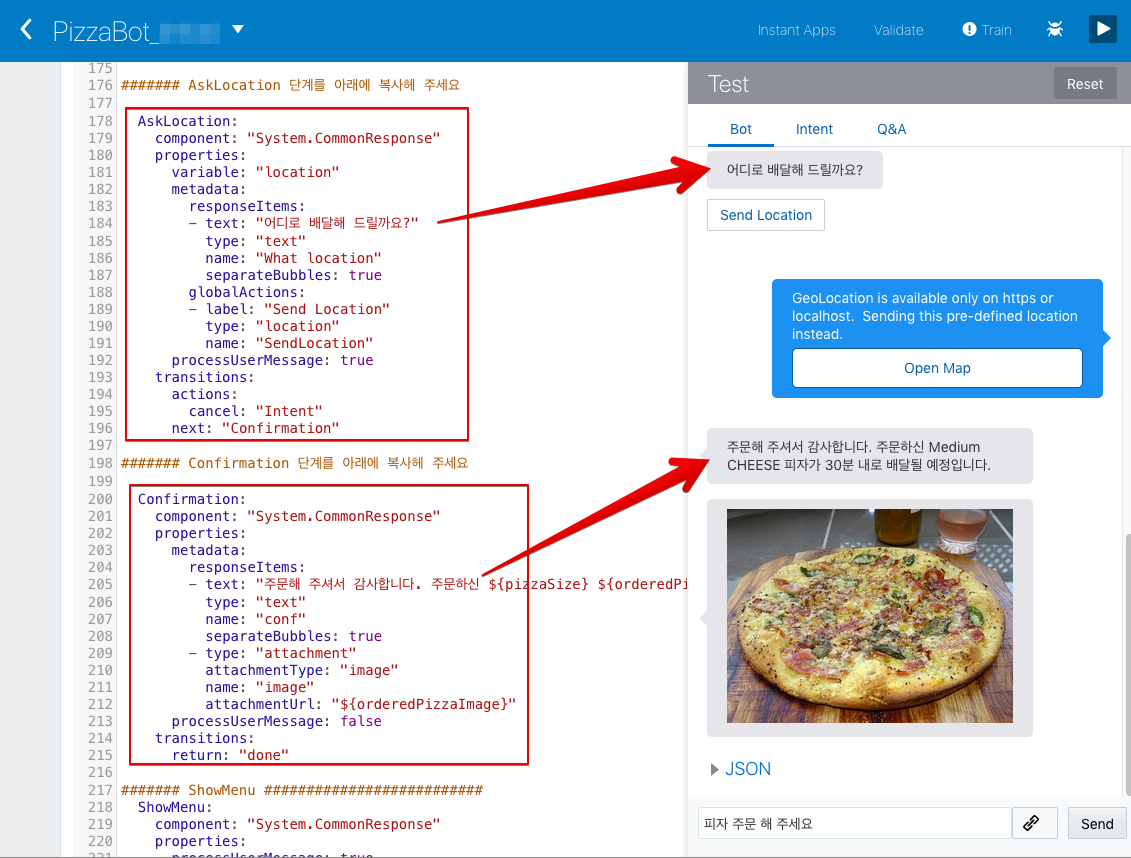 PizzaBot_
Instant Apps
Validate
Train
175
176 ####### AskLocation 단계를 아래에 복사헤 주세요
177
178 AskLocation:
179 component: "System.CommonResponse"
180 properties:
181 variable: "location"
182 metadata:
183 responseItems:
184 - text: "어디로 배달해 드릴까요?"
185 type: "text"
186 name: "What location"
187 separateBubbles: true
188 globalActions:
189 - label: "Send Location"
190 type: "location"
191 name: "SendLocation"
192 processUserMessage: true
193 transitions:
194 actions:
195 cancel: "Intent"
196 next: "Confirmation"
197
198 ####### Confirmation 단계를 아래에 복사헤 주세요
199
200 Confirmation:
201 component: "System.CommonResponse"
202 properties:
203 metadata:
204 responseItems:
205 - text: "주문해 주셔서 감사합니다. 주문하신 ${pizzaSize} ${orderedPi
206 type: "text"
207 name: "conf"
208 separateBubbles: true
209 - type: "attachment"
210 attachmentType: "image"
211 name: "image"
212 attachmentUrl: "${orderedPizzaImage}"
213 processUserMessage: false
214 transitions:
215 return: "done"
216
217 ####### ShowMenu ##########################
218 ShowMenu:
219 component: "System.CommonResponse"
220 properties:
221 processUserMessage: true
Test
Reset
Bot
Intent
Q&A
어디로 배달해 드릴까요?
Send Location
GeoLocation is available only on https or
localhost. Sending this pre-defined location
instead.
Open Map
주문해 주셔서 감사합니다. 주문하신 Medium
CHEESE 피자가 30분 내로 배달될 예정입니다.
JSON
피자 주문 해 주세요
Send